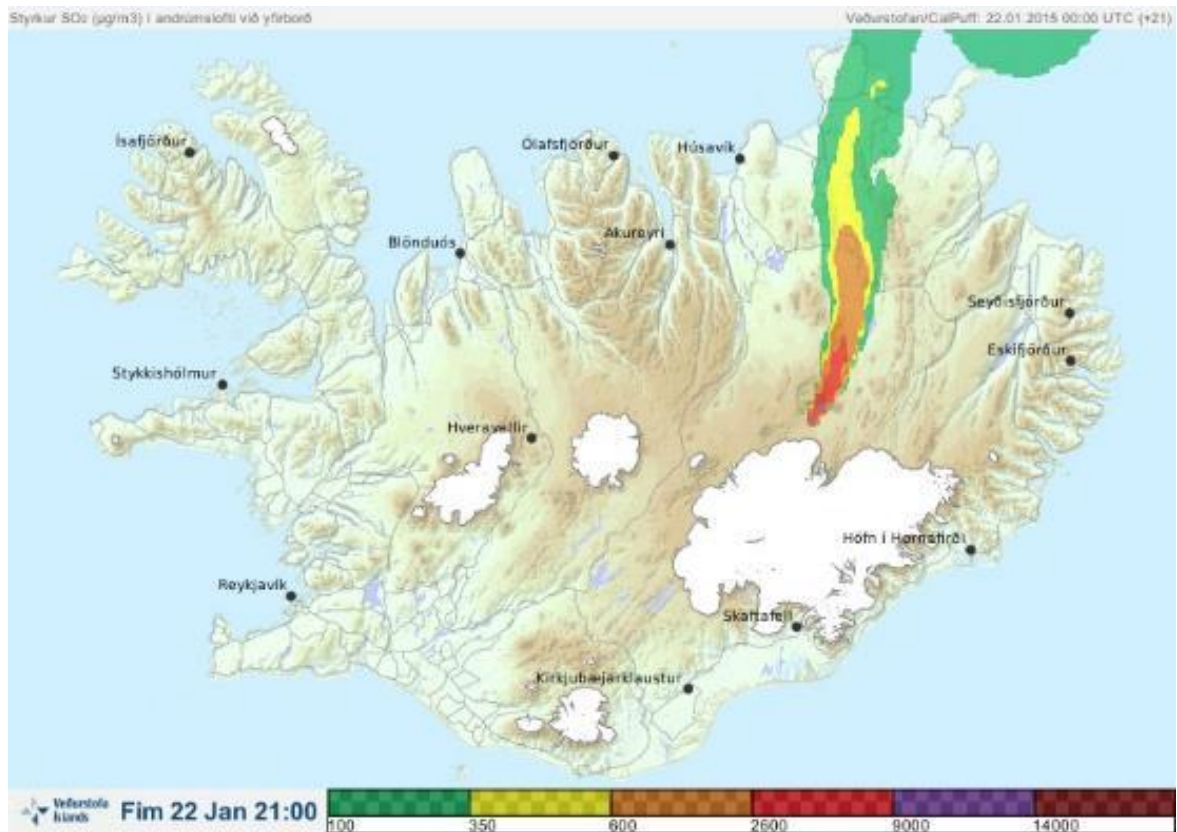 Styrkur SO₂ (µg/m3) í andrúmslofti við yfirborð
Veðurstofan/CalPuff: 22.01.2015 00:00 UTC (+21)
Ísafjörður
Ólafsfjörður
Húsavík
Blönduós
Akureyri
Seyðisfjörður
Eskifjörður
Stykkishólmur
Hveravellir
Höfn í Hornafirði
Reykjavík
Skaftafell
Kirkjubæjarklaustur
Veðurstofa
Íslands
Fim 22 Jan 21:00
100 350 600 2600 9000 14000